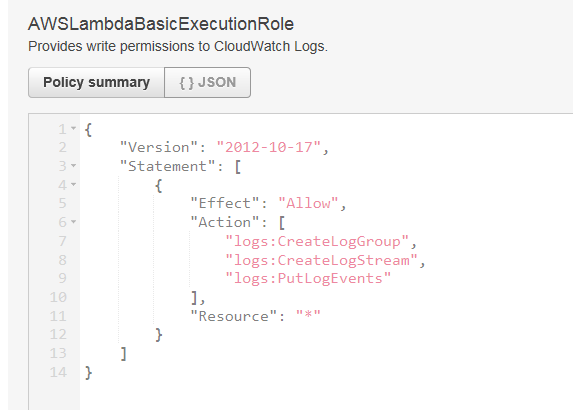 AWSLambdaBasicExecutionRole
Provides write permissions to CloudWatch Logs.
Policy summary { } JSON
1 {
2 "Version": "2012-10-17",
3 "Statement": [
4 {
5 "Effect": "Allow",
6 "Action": [
7 "logs:CreateLogGroup",
8 "logs:CreateLogStream",
9 "logs:PutLogEvents"
10 ],
11 "Resource": "*"
12 }
13 ]
14 }